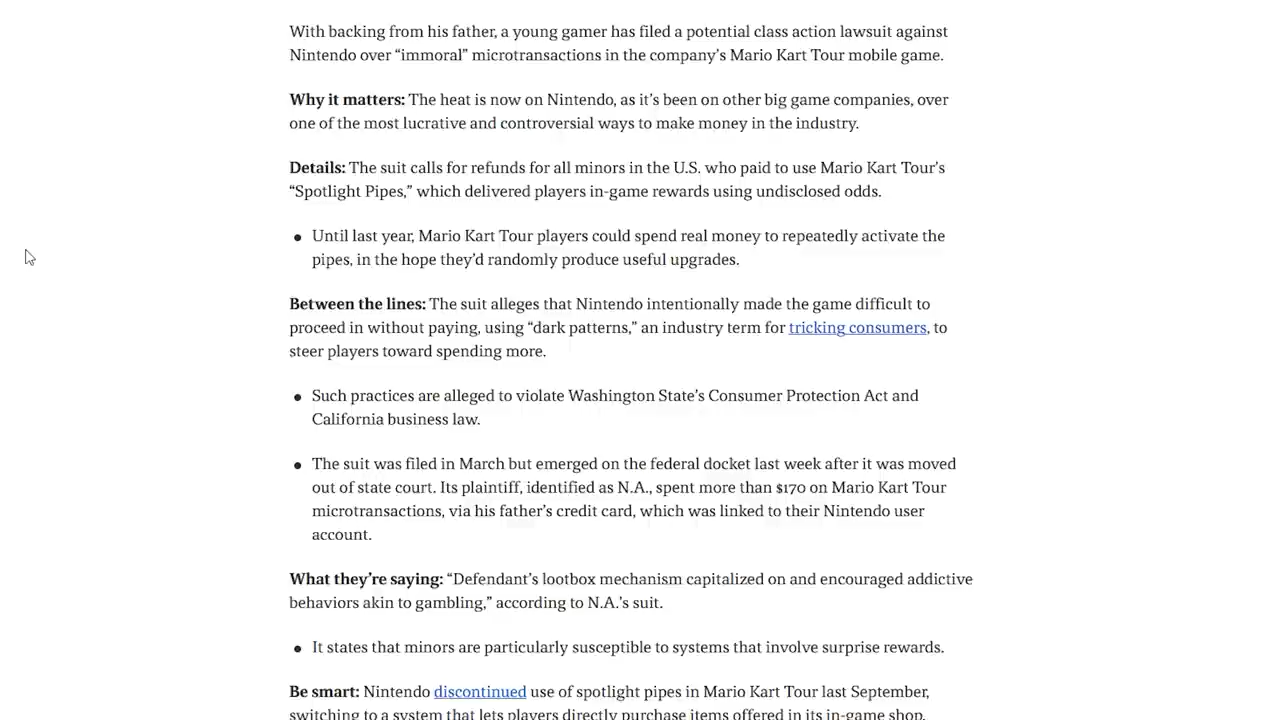 With backing from his father, a young gamer has filed a potential class action lawsuit against
Nintendo over “immoral” microtransactions in the company’s Mario Kart Tour mobile game.
Why it matters: The heat is now on Nintendo, as it’s been on other big game companies, over
one of the most lucrative and controversial ways to make money in the industry.
Details: The suit calls for refunds for all minors in the U.S. who paid to use Mario Kart Tour’s
“Spotlight Pipes,” which delivered players in-game rewards using undisclosed odds.
● Until last year, Mario Kart Tour players could spend real money to repeatedly activate the
pipes, in the hope they’d randomly produce useful upgrades.
Between the lines: The suit alleges that Nintendo intentionally made the game difficult to
proceed in without paying, using “dark patterns,” an industry term for tricking consumers, to
steer players toward spending more.
● Such practices are alleged to violate Washington State’s Consumer Protection Act and
California business law.
● The suit was filed in March but emerged on the federal docket last week after it was moved
out of state court. Its plaintiff, identified as N.A., spent more than $170 on Mario Kart Tour
microtransactions, via his father’s credit card, which was linked to their Nintendo user
account.
What they’re saying: “Defendant’s lootbox mechanism capitalized on and encouraged addictive
behaviors akin to gambling,” according to N.A.’s suit.
● It states that minors are particularly susceptible to systems that involve surprise rewards.
Be smart: Nintendo discontinued use of spotlight pipes in Mario Kart Tour last September,
switching to a system that lets players directly purchase items offered in its in-game shop.